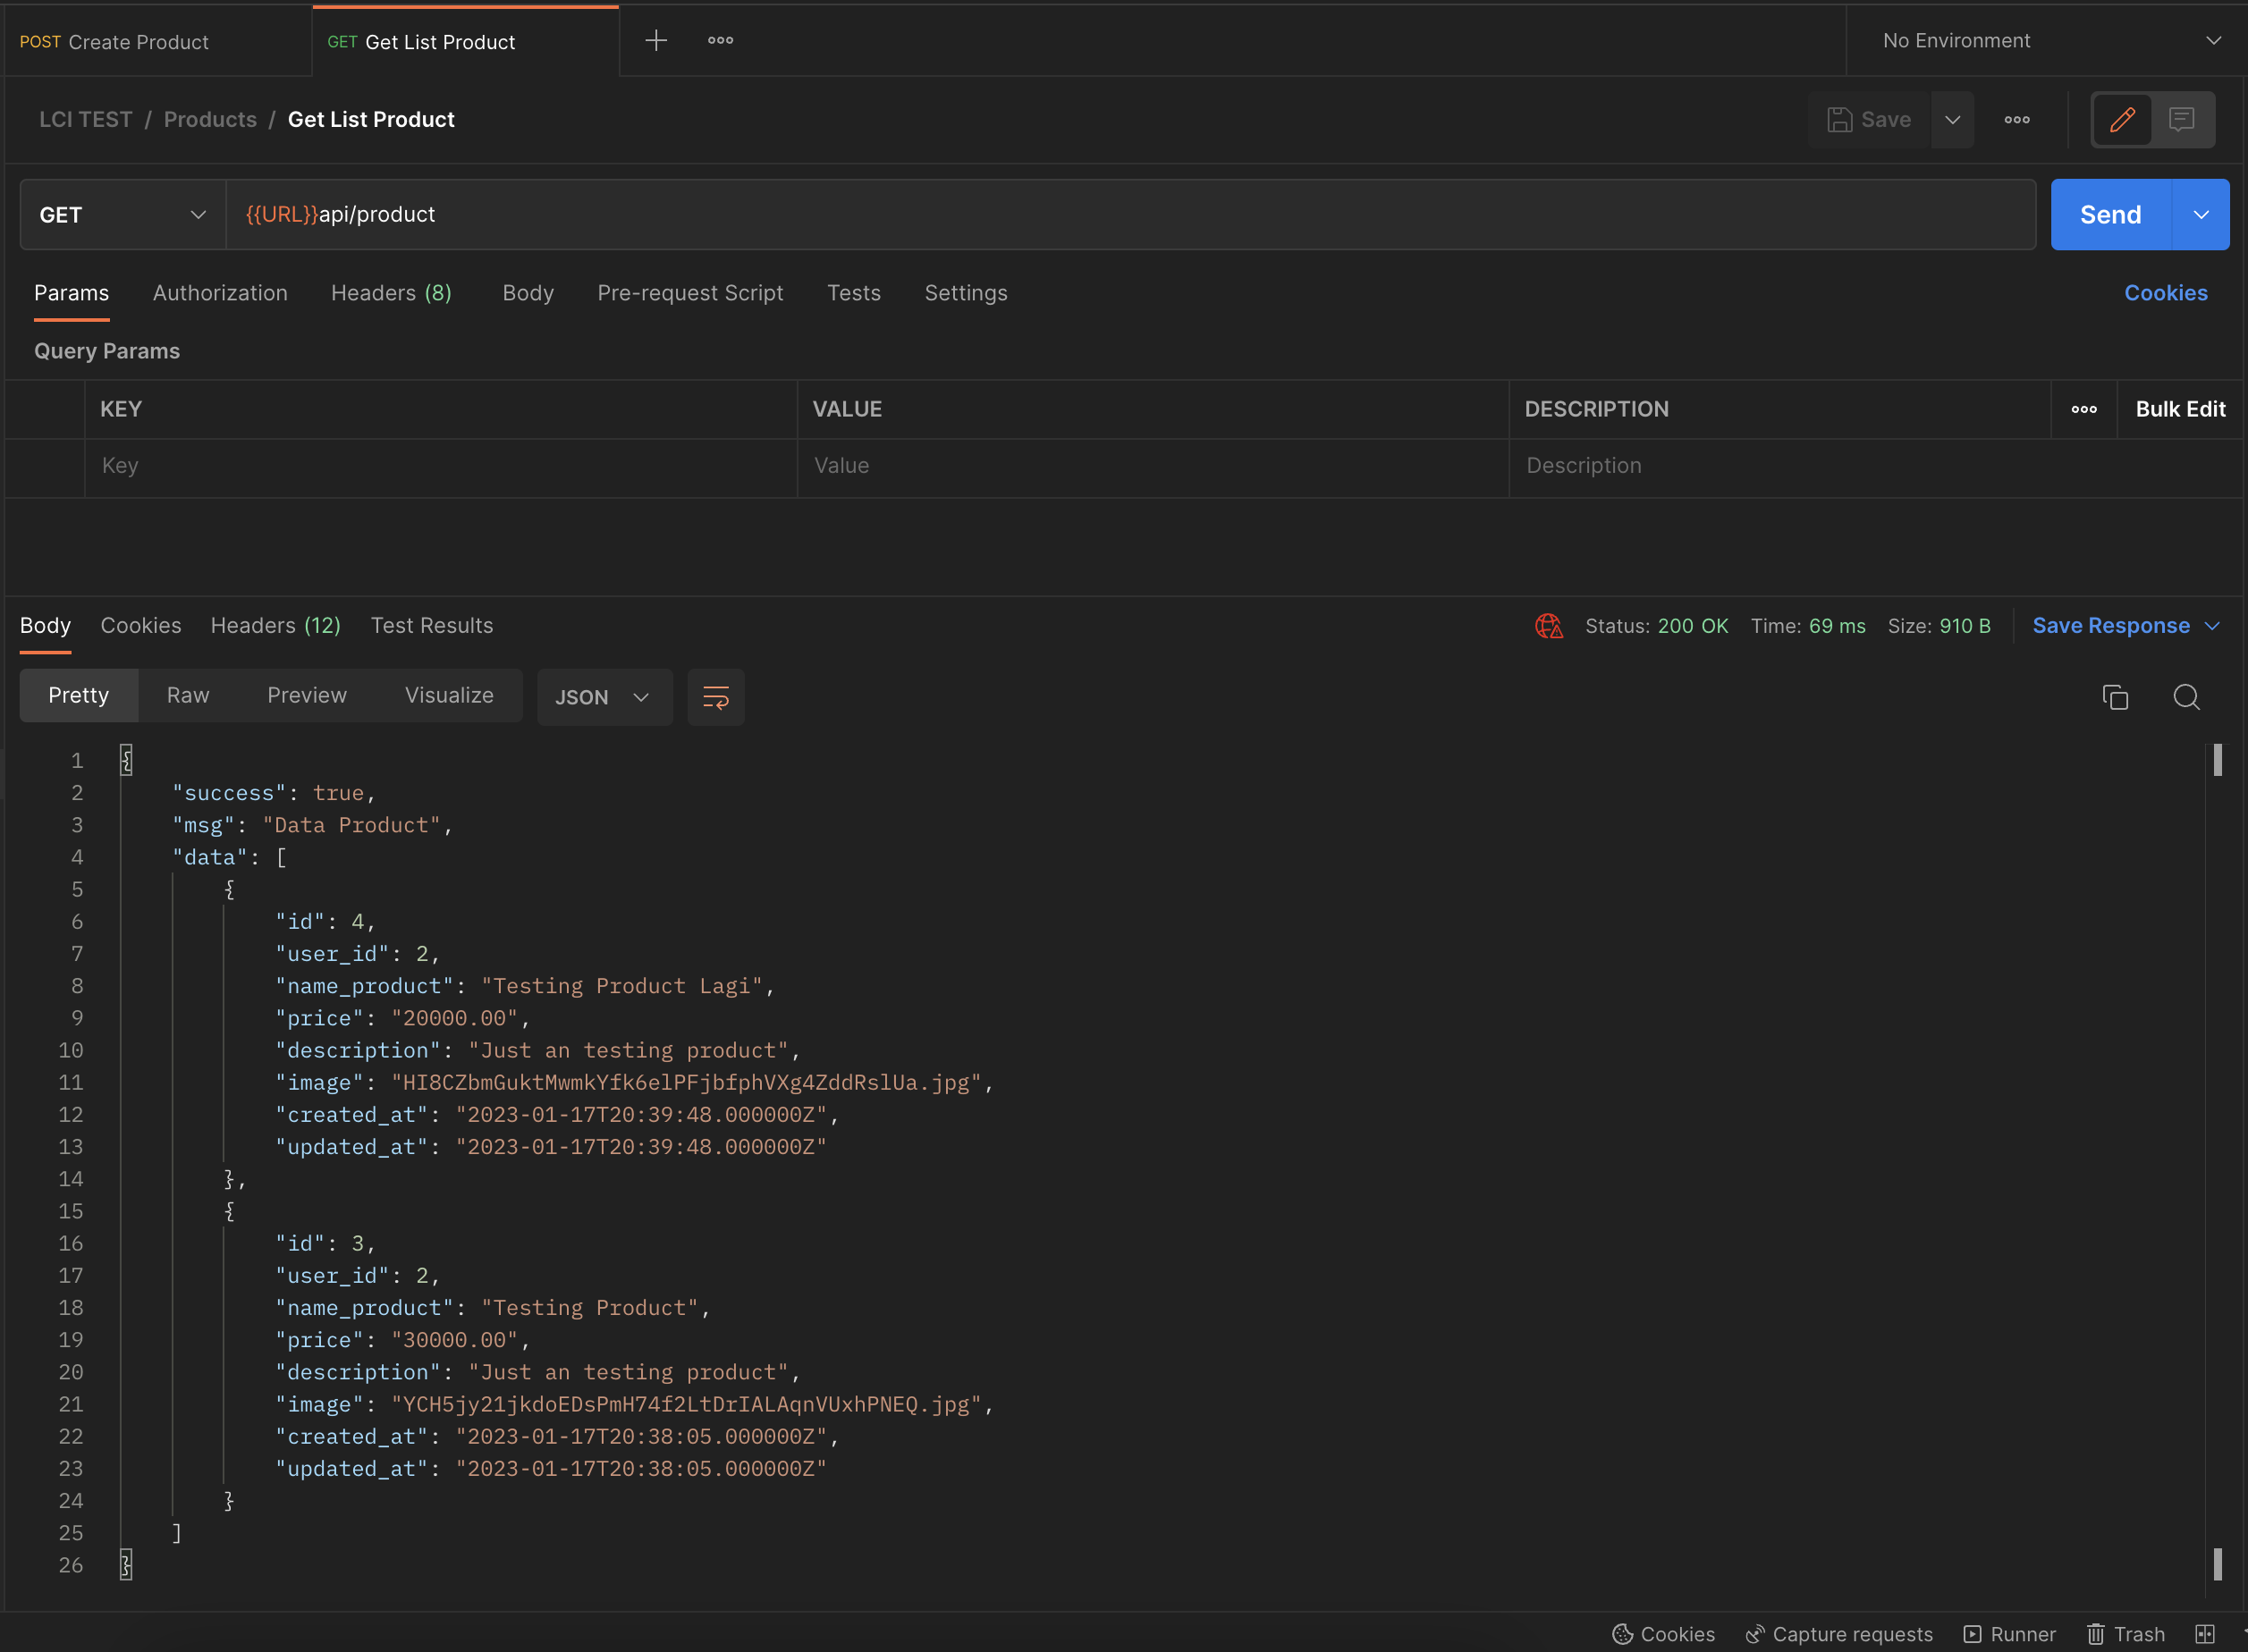 POST Create Product
GET Get List Product
No Environment
LCI TEST / Products / Get List Product
Save
GET
{{URL}}api/product
Send
Params Authorization Headers (8) Body Pre-request Script Tests Settings Cookies
Query Params
KEY VALUE DESCRIPTION Bulk Edit
Key Value Description
Body Cookies Headers (12) Test Results Status: 200 OK Time: 69 ms Size: 910 B Save Response
Pretty Raw Preview Visualize JSON
1 {
2 "success": true,
3 "msg": "Data Product",
4 "data": [
5 {
6 "id": 4,
7 "user_id": 2,
8 "name_product": "Testing Product Lagi",
9 "price": "20000.00",
10 "description": "Just an testing product",
11 "image": "HI8CZbmGuktMwmkYfk6elPFjbfphVXg4ZddRslUa.jpg",
12 "created_at": "2023-01-17T20:39:48.000000Z",
13 "updated_at": "2023-01-17T20:39:48.000000Z"
14 },
15 {
16 "id": 3,
17 "user_id": 2,
18 "name_product": "Testing Product",
19 "price": "30000.00",
20 "description": "Just an testing product",
21 "image": "YCH5jy21jkdoEDsPmH74f2LtDrIALAqnVUxhPNEQ.jpg",
22 "created_at": "2023-01-17T20:38:05.000000Z",
23 "updated_at": "2023-01-17T20:38:05.000000Z"
24 }
25 ]
26 }
Cookies Capture requests Runner Trash